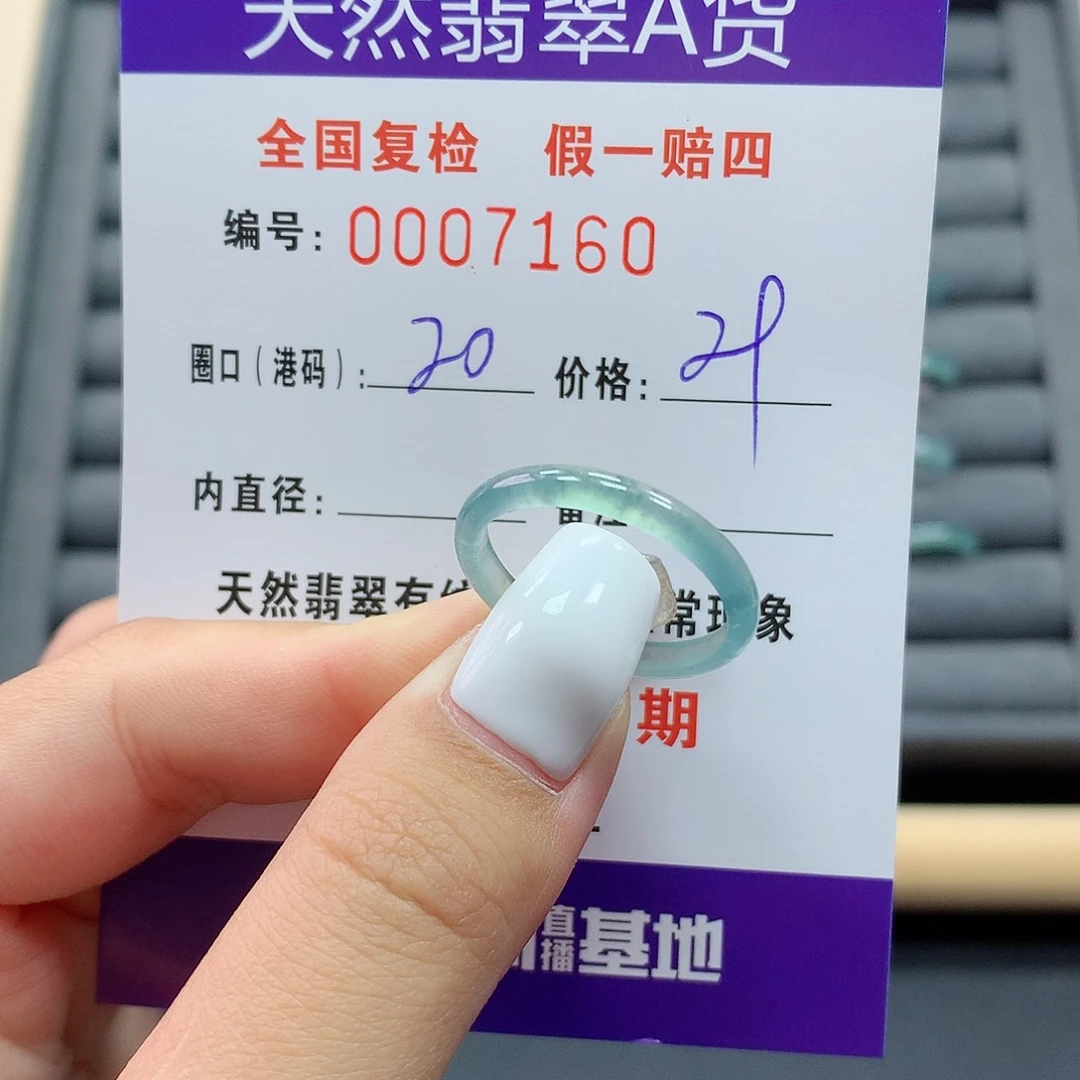 天然翡翠A货
全国复检 假一赔四
编号: 0007160
圈口(港码): 20 价格:
内直径:
天然翡翠有 常现象
期
直播基地